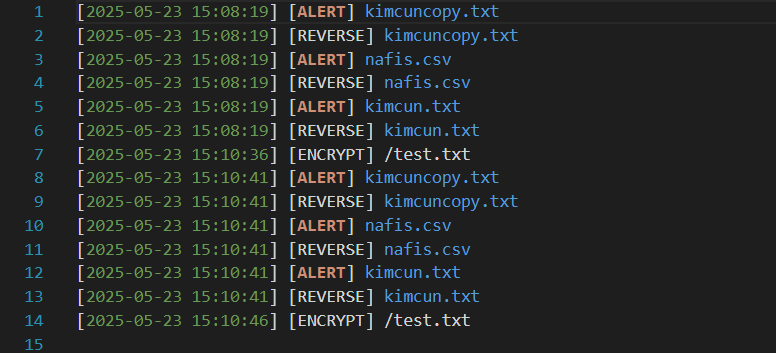 1 [2025-05-23 15:08:19] [ALERT] kimcuncopy.txt
2 [2025-05-23 15:08:19] [REVERSE] kimcuncopy.txt
3 [2025-05-23 15:08:19] [ALERT] nafis.csv
4 [2025-05-23 15:08:19] [REVERSE] nafis.csv
5 [2025-05-23 15:08:19] [ALERT] kimcun.txt
6 [2025-05-23 15:08:19] [REVERSE] kimcun.txt
7 [2025-05-23 15:10:36] [ENCRYPT] /test.txt
8 [2025-05-23 15:10:41] [ALERT] kimcuncopy.txt
9 [2025-05-23 15:10:41] [REVERSE] kimcuncopy.txt
10 [2025-05-23 15:10:41] [ALERT] nafis.csv
11 [2025-05-23 15:10:41] [REVERSE] nafis.csv
12 [2025-05-23 15:10:41] [ALERT] kimcun.txt
13 [2025-05-23 15:10:41] [REVERSE] kimcun.txt
14 [2025-05-23 15:10:46] [ENCRYPT] /test.txt
15